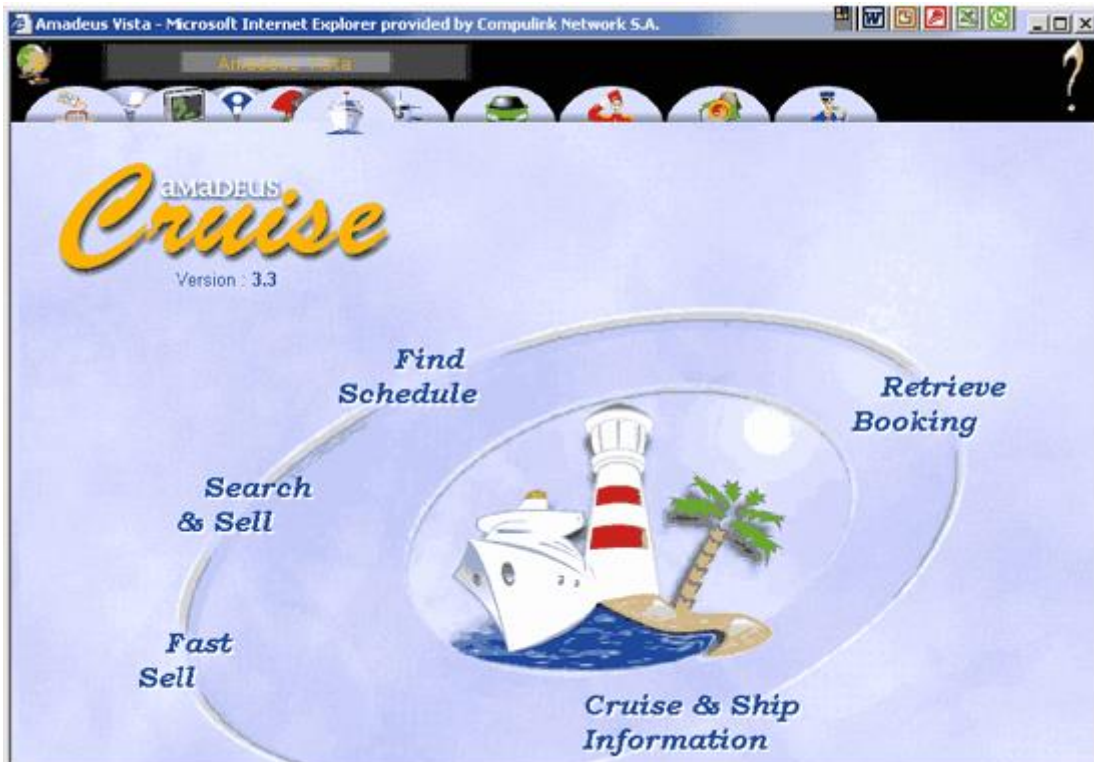 Amadeus Vista - Microsoft Internet Explorer provided by Compulink Network S.A.
Amadeus Vista
AMADEUS
Cruise
Version : 3.3
Find
Schedule
Retrieve
Booking
Search
& Sell
Fast
Sell
Cruise & Ship
Information